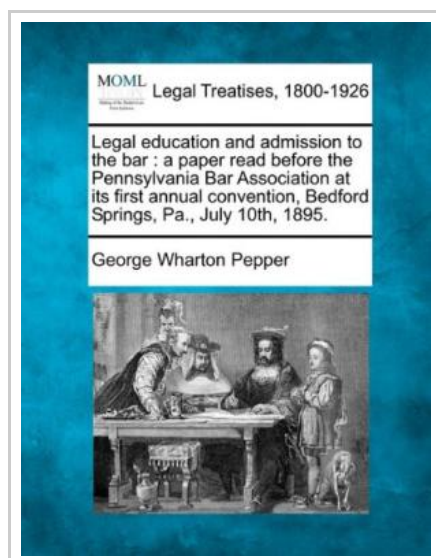 MOML
Legal Treatises, 1800-1926
Legal education and admission to
the bar : a paper read before the
Pennsylvania Bar Association at
its first annual convention, Bedford
Springs, Pa., July 10th, 1895.
George Wharton Pepper